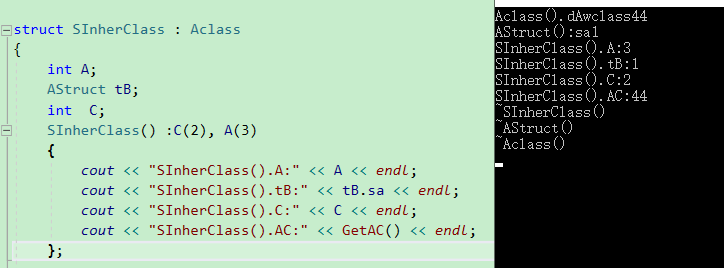 struct SInherClass : Aclass
{
int A;
AStruct tB;
int C;
SInherClass() :C(2), A(3)
{
cout << "SInherClass().A:" << A << endl;
cout << "SInherClass().tB:" << tB.sa << endl;
cout << "SInherClass().C:" << C << endl;
cout << "SInherClass().AC:" << GetAC() << endl;
};
Aclass().dAwclass44
AStruct():sa1
SInherClass().A:3
SInherClass().tB:1
SInherClass().C:2
SInherClass().AC:44
~SInherClass()
~AStruct()
~Aclass()